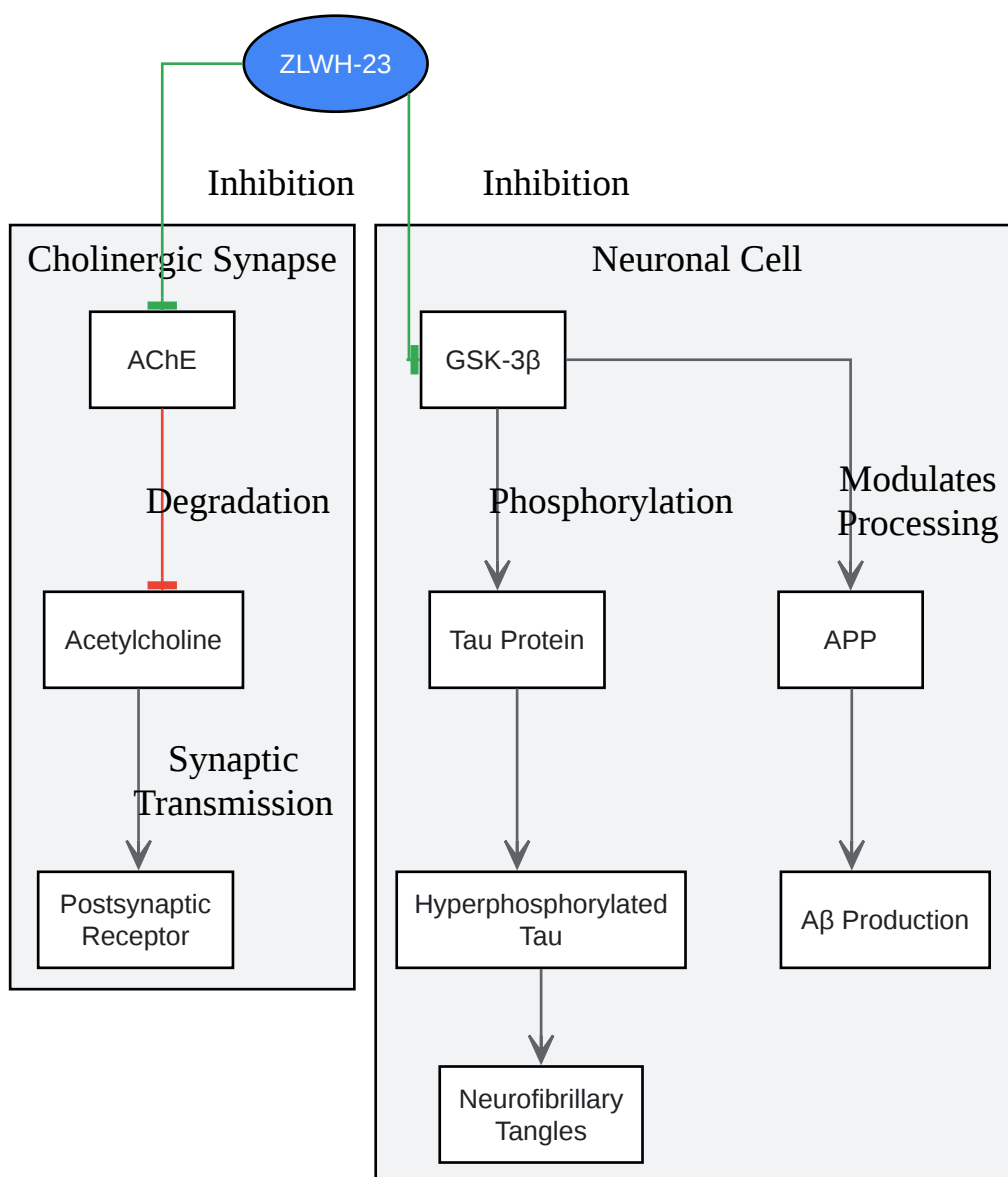 ZLWH-23
Inhibition
Inhibition
Cholinergic Synapse
Neuronal Cell
AChE
GSK-3β
Degradation
Phosphorylation
Modulates
Processing
Acetylcholine
Tau Protein
APP
Synaptic
Transmission
Postsynaptic
Receptor
Hyperphosphorylated
Tau
Aβ Production
Neurofibrillary
Tangles